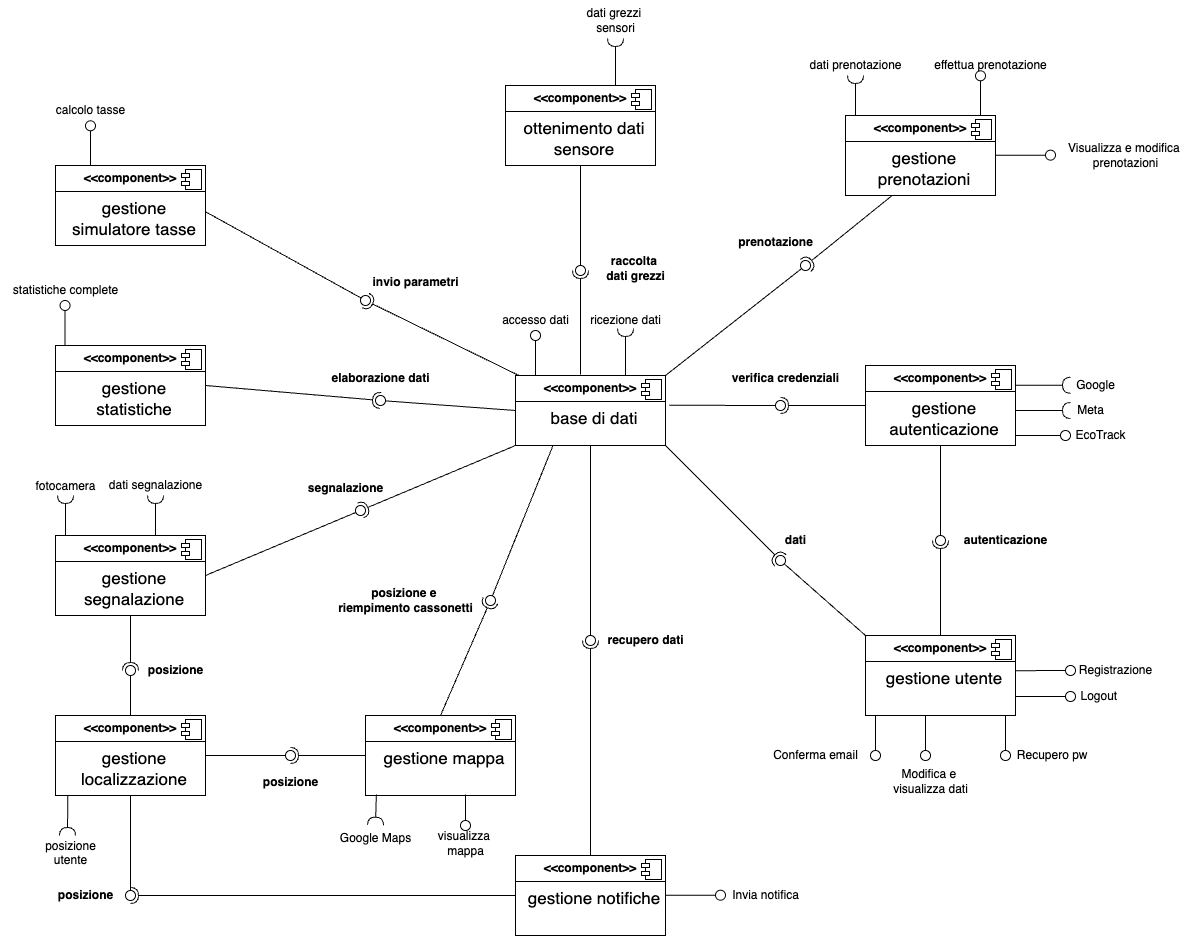 dati grezzi
sensori
<<component>>
ottenimento dati
sensore
dati prenotazione
effettua prenotazione
<<component>>
gestione
prenotazioni
Visualizza e modifica
prenotazioni
calcolo tasse
<<component>>
gestione
simulatore tasse
prenotazione
raccolta
dati grezzi
invio parametri
statistiche complete
<<component>>
gestione
statistiche
accesso dati
ricezione dati
elaborazione dati
<<component>>
base di dati
verifica credenziali
<<component>>
gestione
autenticazione
Google
Meta
EcoTrack
fotocamera
dati segnalazione
segnalazione
<<component>>
gestione
segnalazione
dati
autenticazione
posizione e
riempimento cassonetti
recupero dati
posizione
<<component>>
gestione utente
Registrazione
Logout
Conferma email
Modifica e
visualizza dati
Recupero pw
<<component>>
gestione
localizzazione
posizione
<<component>>
gestione mappa
posizione
utente
Google Maps
visualizza
mappa
posizione
<<component>>
gestione notifiche
Invia notifica